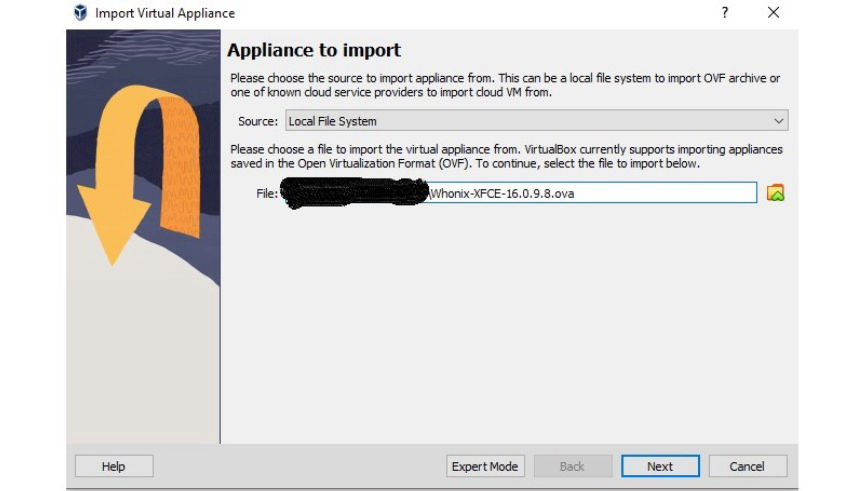 Import Virtual Appliance
?
Appliance to import
Please choose the source to import appliance from. This can be a local file system to import OVF archive or
one of known cloud service providers to import cloud VM from.
Source: Local File System
Please choose a file to import the virtual appliance from. VirtualBox currently supports importing appliances
saved in the Open Virtualization Format (OVF). To continue, select the file to import below.
File: \Whonix-XFCE-16.0.9.8.ova
Help Expert Mode Back Next Cancel